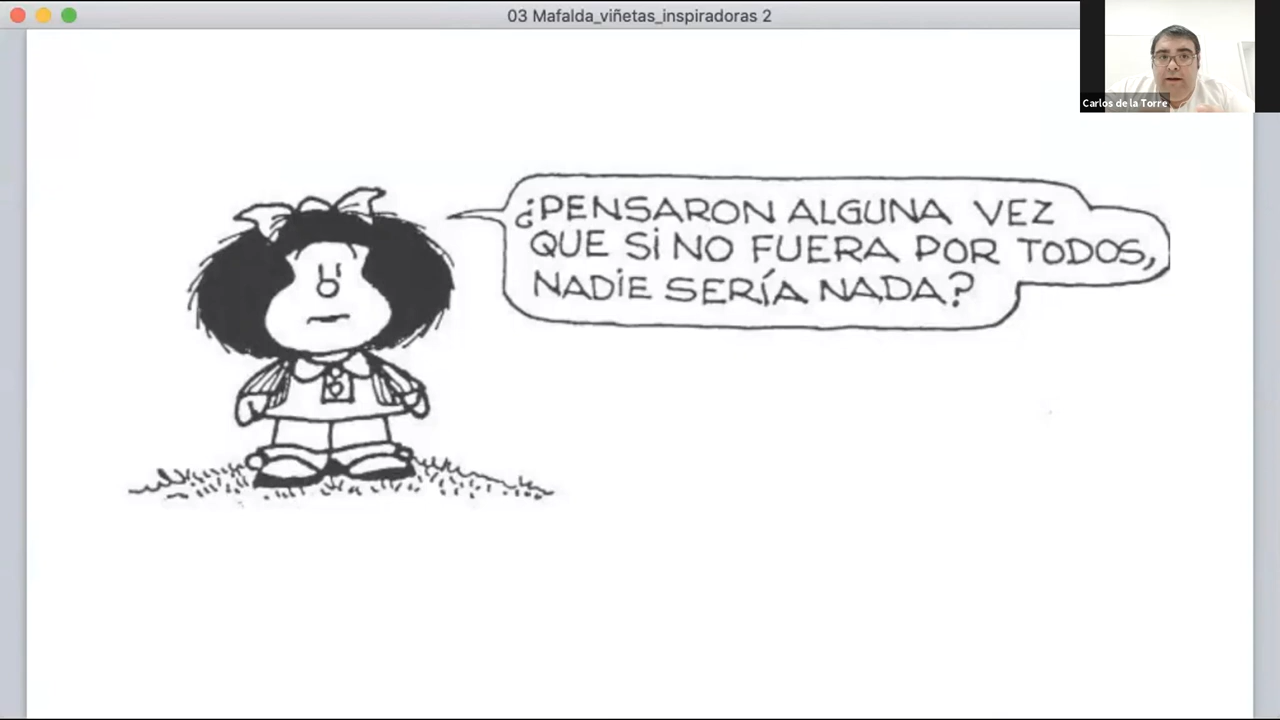 03 Mafalda_viñetas_inspiradoras 2
Carlos de la Torre
¿PENSARON ALGUNA VEZ
QUE Si NO FUERA POR TODOS,
NADiE SERÍA NADA?